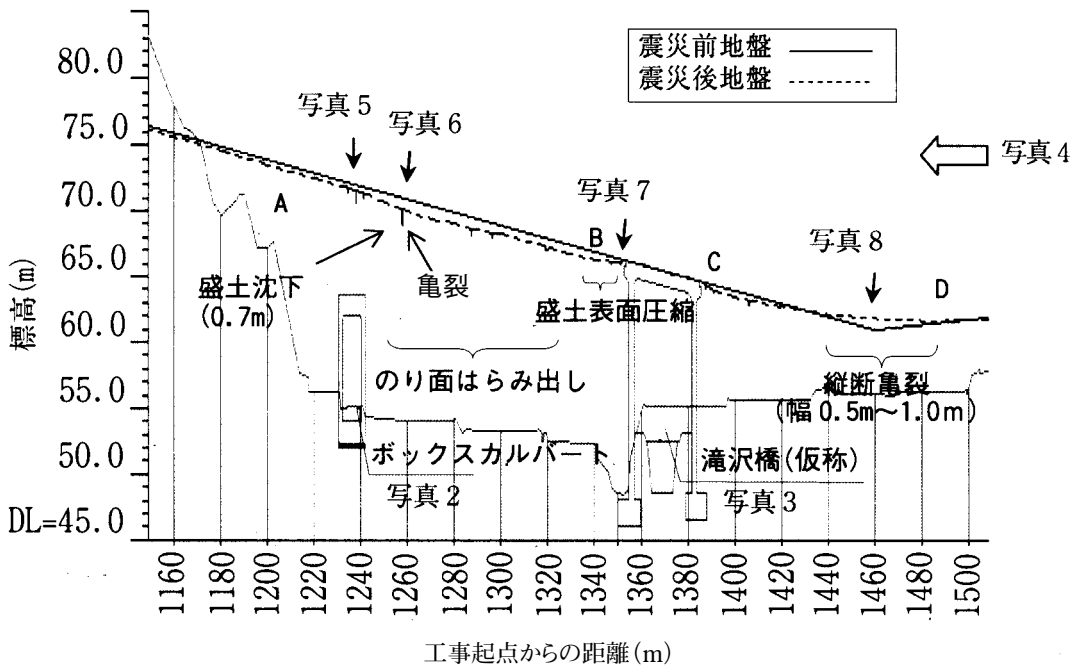 震災前地盤
震災後地盤
80.0
75.0
70.0
65.0
60.0
55.0
50.0
DL=45.0
標高(m)
写真5
写真6
写真7
写真4
写真8
A
B
C
D
盛土沈下
(0.7m)
亀裂
盛土表面圧縮
のり面はらみ出し
縦断亀裂
(幅0.5m～1.0m)
ボックスカルバート
滝沢橋(仮称)
写真2
写真3
1160
1180
1200
1220
1240
1260
1280
1300
1320
1340
1360
1380
1400
1420
1440
1460
1480
1500
工事起点からの距離(m)